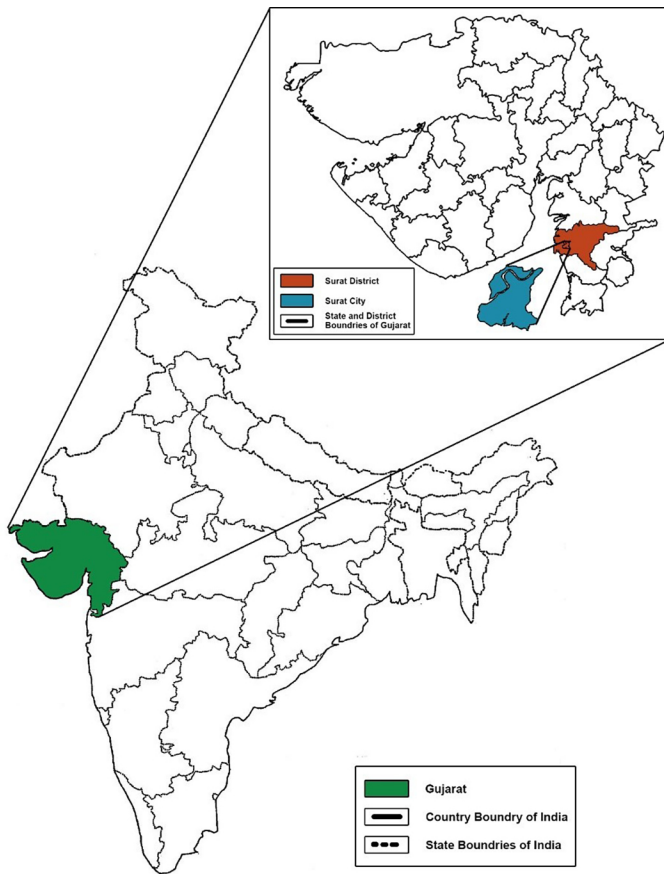 Surat District
Surat City
State and District
Boundries of Gujarat
Gujarat
Country Boundry of India
State Boundries of India